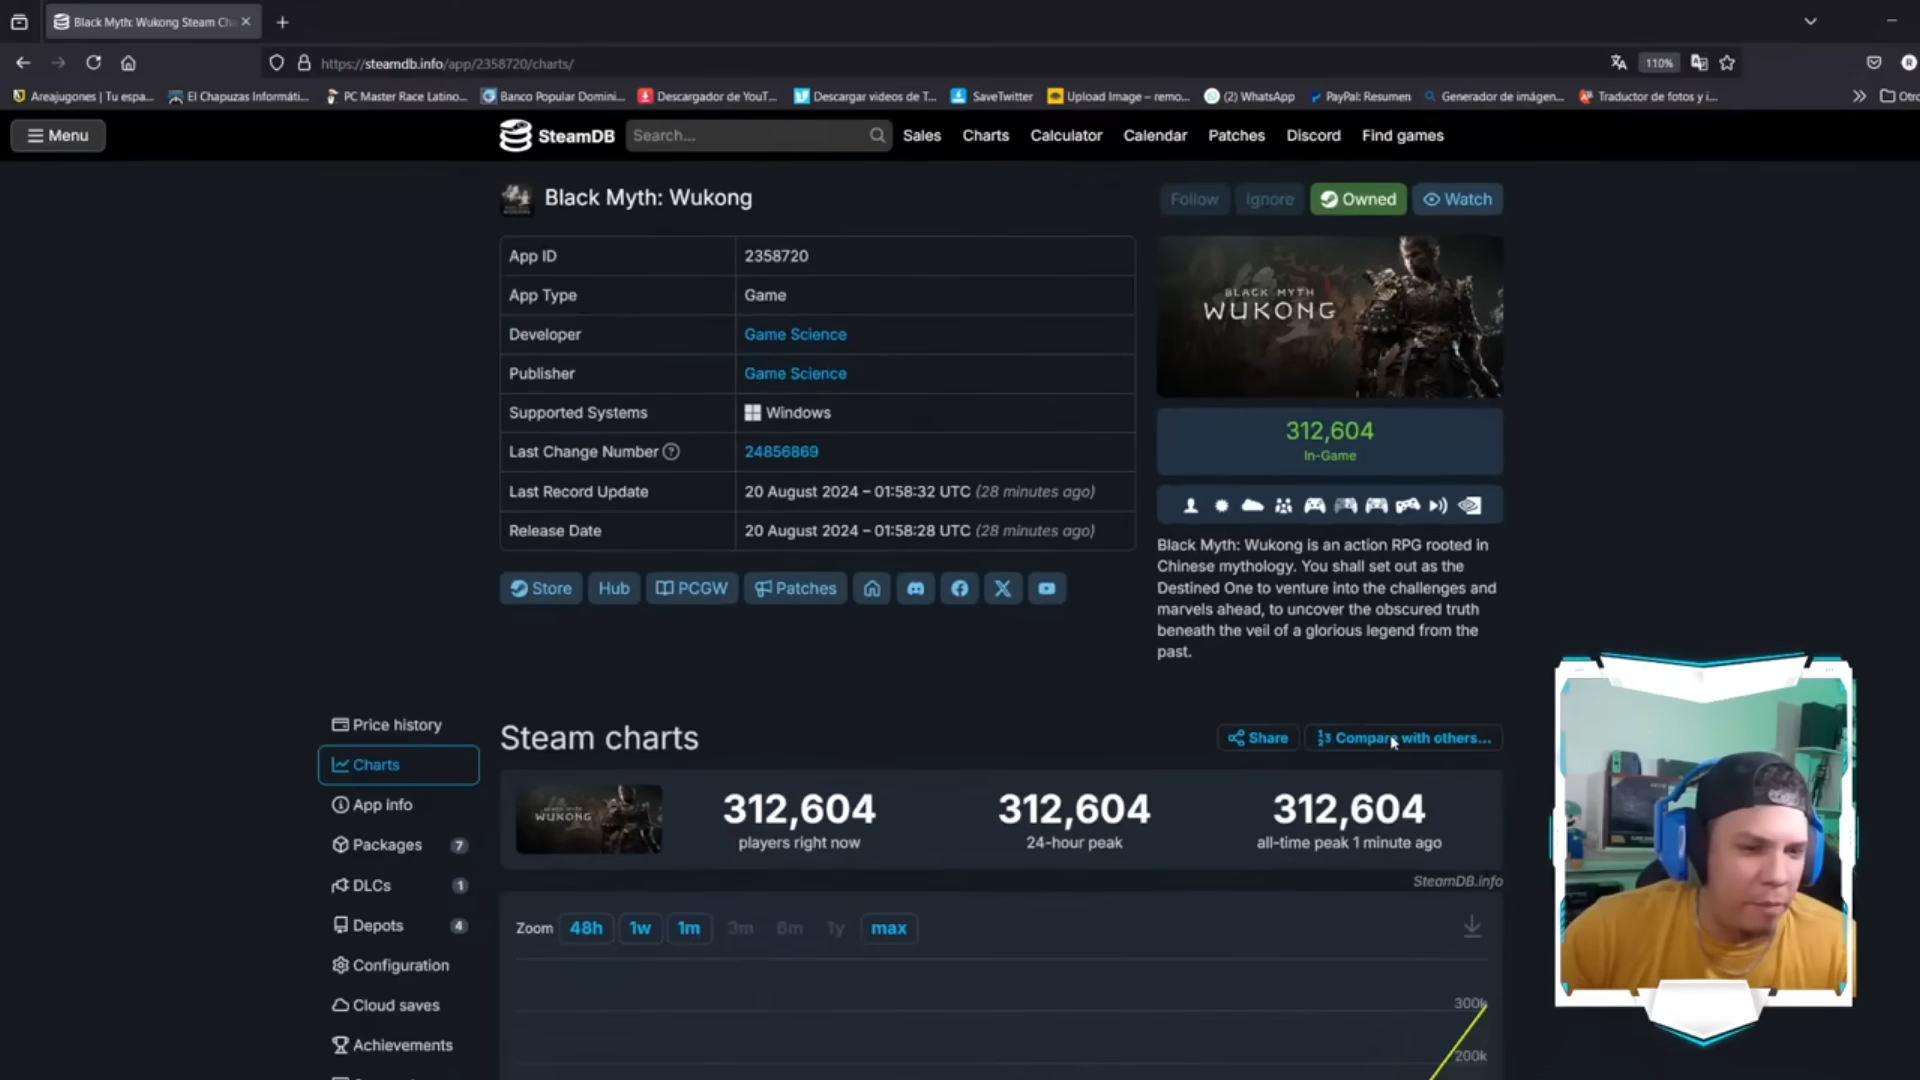 Black Myth: Wukong Steam Cha
https://steamdb.info/app/2358720/charts/
110%
Areajugones | Tu espa...
El Chapuzas Informáti...
PC Master Race Latino...
Banco Popular Domini...
Descargador de YouT...
Descargar videos de T...
SaveTwitter
Upload Image – remo...
(2) WhatsApp
PayPal: Resumen
Generador de imágen...
Traductor de fotos y i...
Otro
Menu
SteamDB
Search...
Sales
Charts
Calculator
Calendar
Patches
Discord
Find games
Black Myth: Wukong
Follow
Ignore
Owned
Watch
App ID 2358720
App Type Game
Developer Game Science
Publisher Game Science
Supported Systems Windows
Last Change Number 24856869
Last Record Update 20 August 2024 – 01:58:32 UTC (28 minutes ago)
Release Date 20 August 2024 – 01:58:28 UTC (28 minutes ago)
Store
Hub
PCGW
Patches
BLACK MYTH
WUKONG
312,604
In-Game
Black Myth: Wukong is an action RPG rooted in
Chinese mythology. You shall set out as the
Destined One to venture into the challenges and
marvels ahead, to uncover the obscured truth
beneath the veil of a glorious legend from the
past.
Price history
Charts
App info
Packages 7
DLCs 1
Depots 4
Configuration
Cloud saves
Achievements
Steam charts
Share
Compare with others...
WUKONG
312,604
players right now
312,604
24-hour peak
312,604
all-time peak 1 minute ago
SteamDB.info
Zoom
48h
1w
1m
3m
6m
1y
max
300k
200k